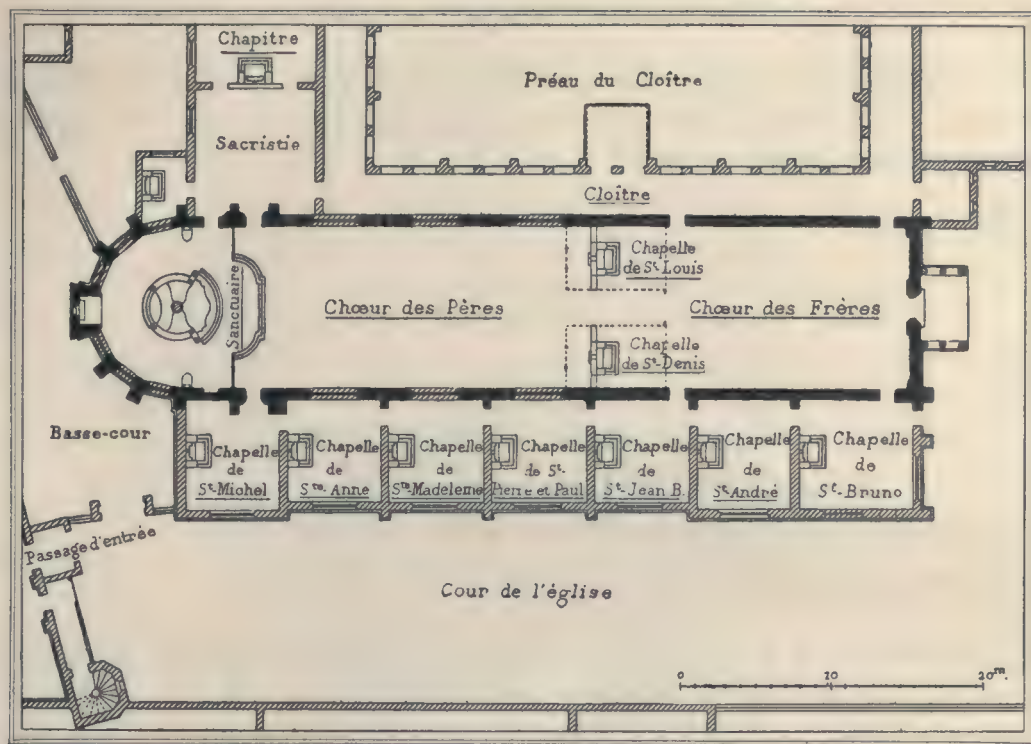 Chapitre
Préau du Cloître
Sacristie
Cloître
Chapelle
de St. Louis
Sanctuaire
Chœur des Pères
Chœur des Frères
Chapelle
de St-Denis
Basse-cour
Chapelle
de
St-Michel
Chapelle
de
Ste. Anne
Chapelle
de
Ste Madeleine
Chapelle
de St.
Pierre et Paul
Chapelle
de
St-Jean B.
Chapelle
de
St-André
Chapelle
de
St-Bruno
Passage d'entrée
Cour de l'église
0 10 20m.